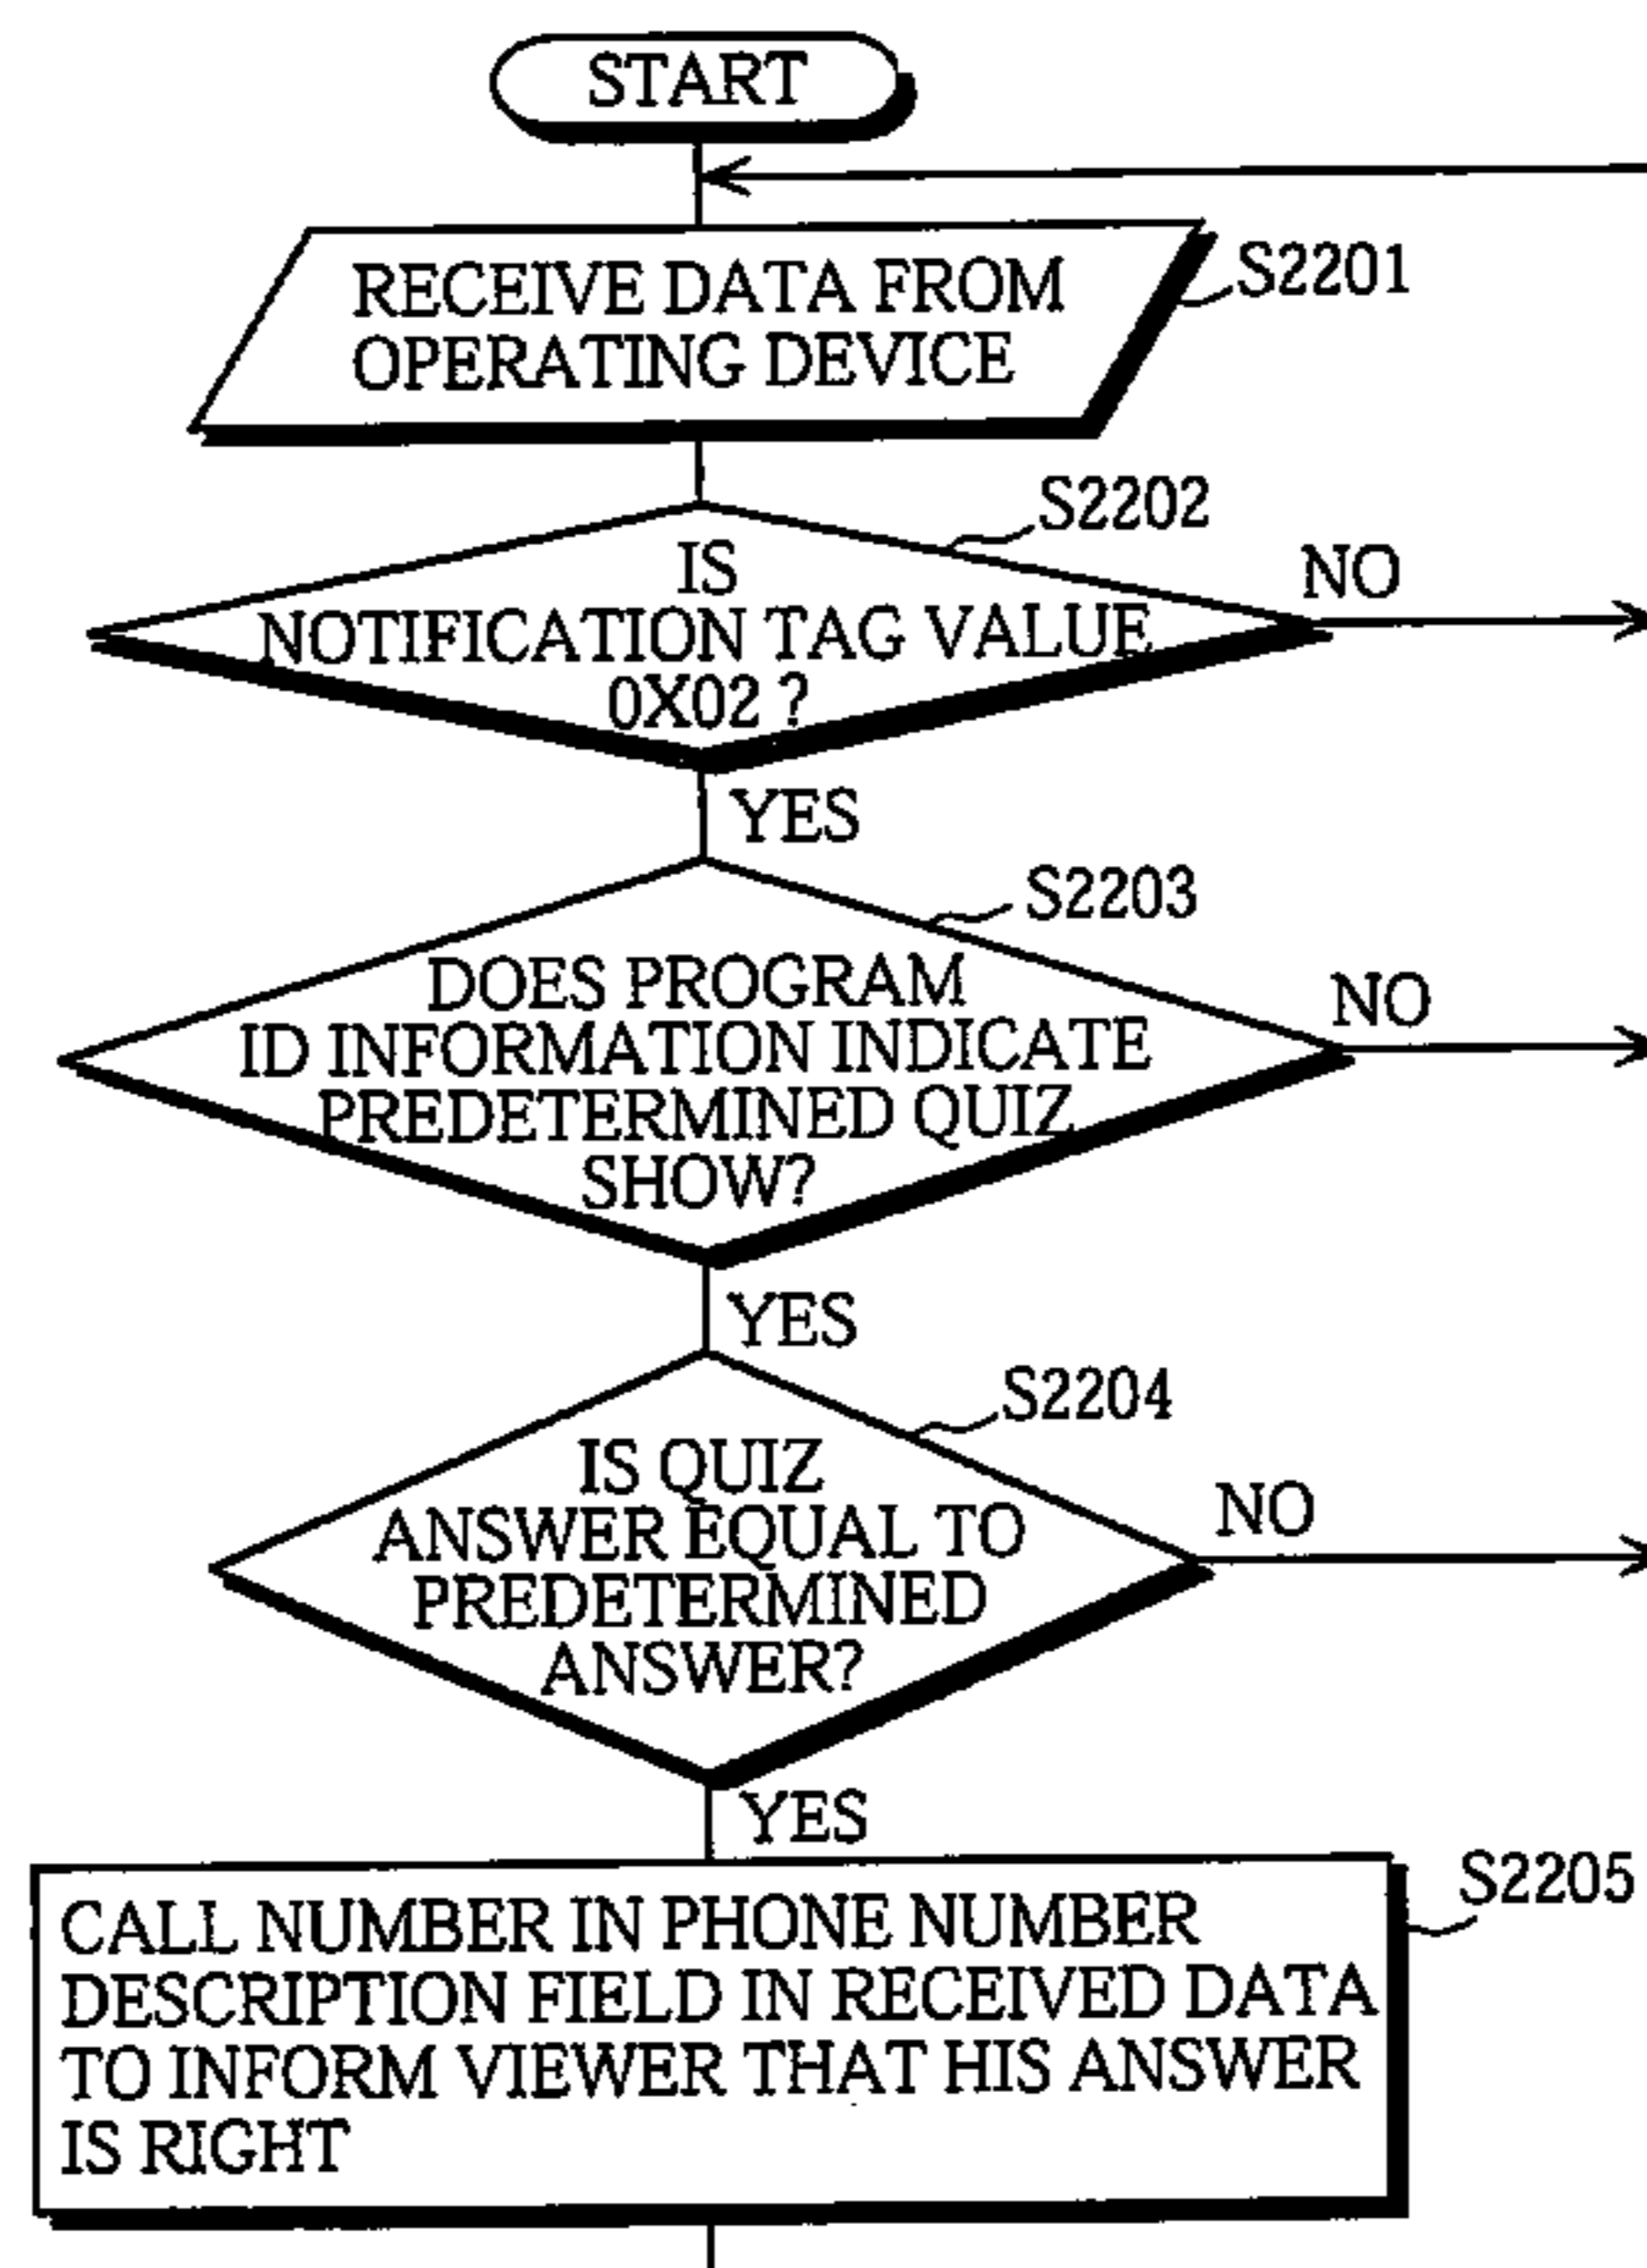 START
RECEIVE DATA FROM
OPERATING DEVICE
S2201
S2202
IS
NOTIFICATION TAG VALUE
0X02 ?
NO
YES
S2203
DOES PROGRAM
ID INFORMATION INDICATE
PREDETERMINED QUIZ
SHOW?
NO
YES
S2204
IS QUIZ
ANSWER EQUAL TO
PREDETERMINED
ANSWER?
NO
YES
S2205
CALL NUMBER IN PHONE NUMBER
DESCRIPTION FIELD IN RECEIVED DATA
TO INFORM VIEWER THAT HIS ANSWER
IS RIGHT